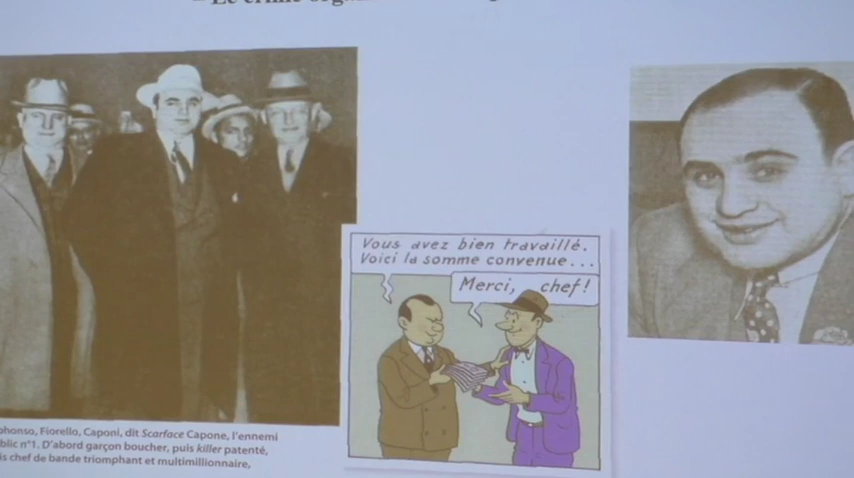 Vous avez bien travaillé.
Voici la somme convenue...
Merci, chef!
phonso, Fiorello, Caponi, dit Scarface Capone, l'ennemi
blic n°1. D'abord garçon boucher, puis killer patenté,
is chef de bande triomphant et multimillionnaire,